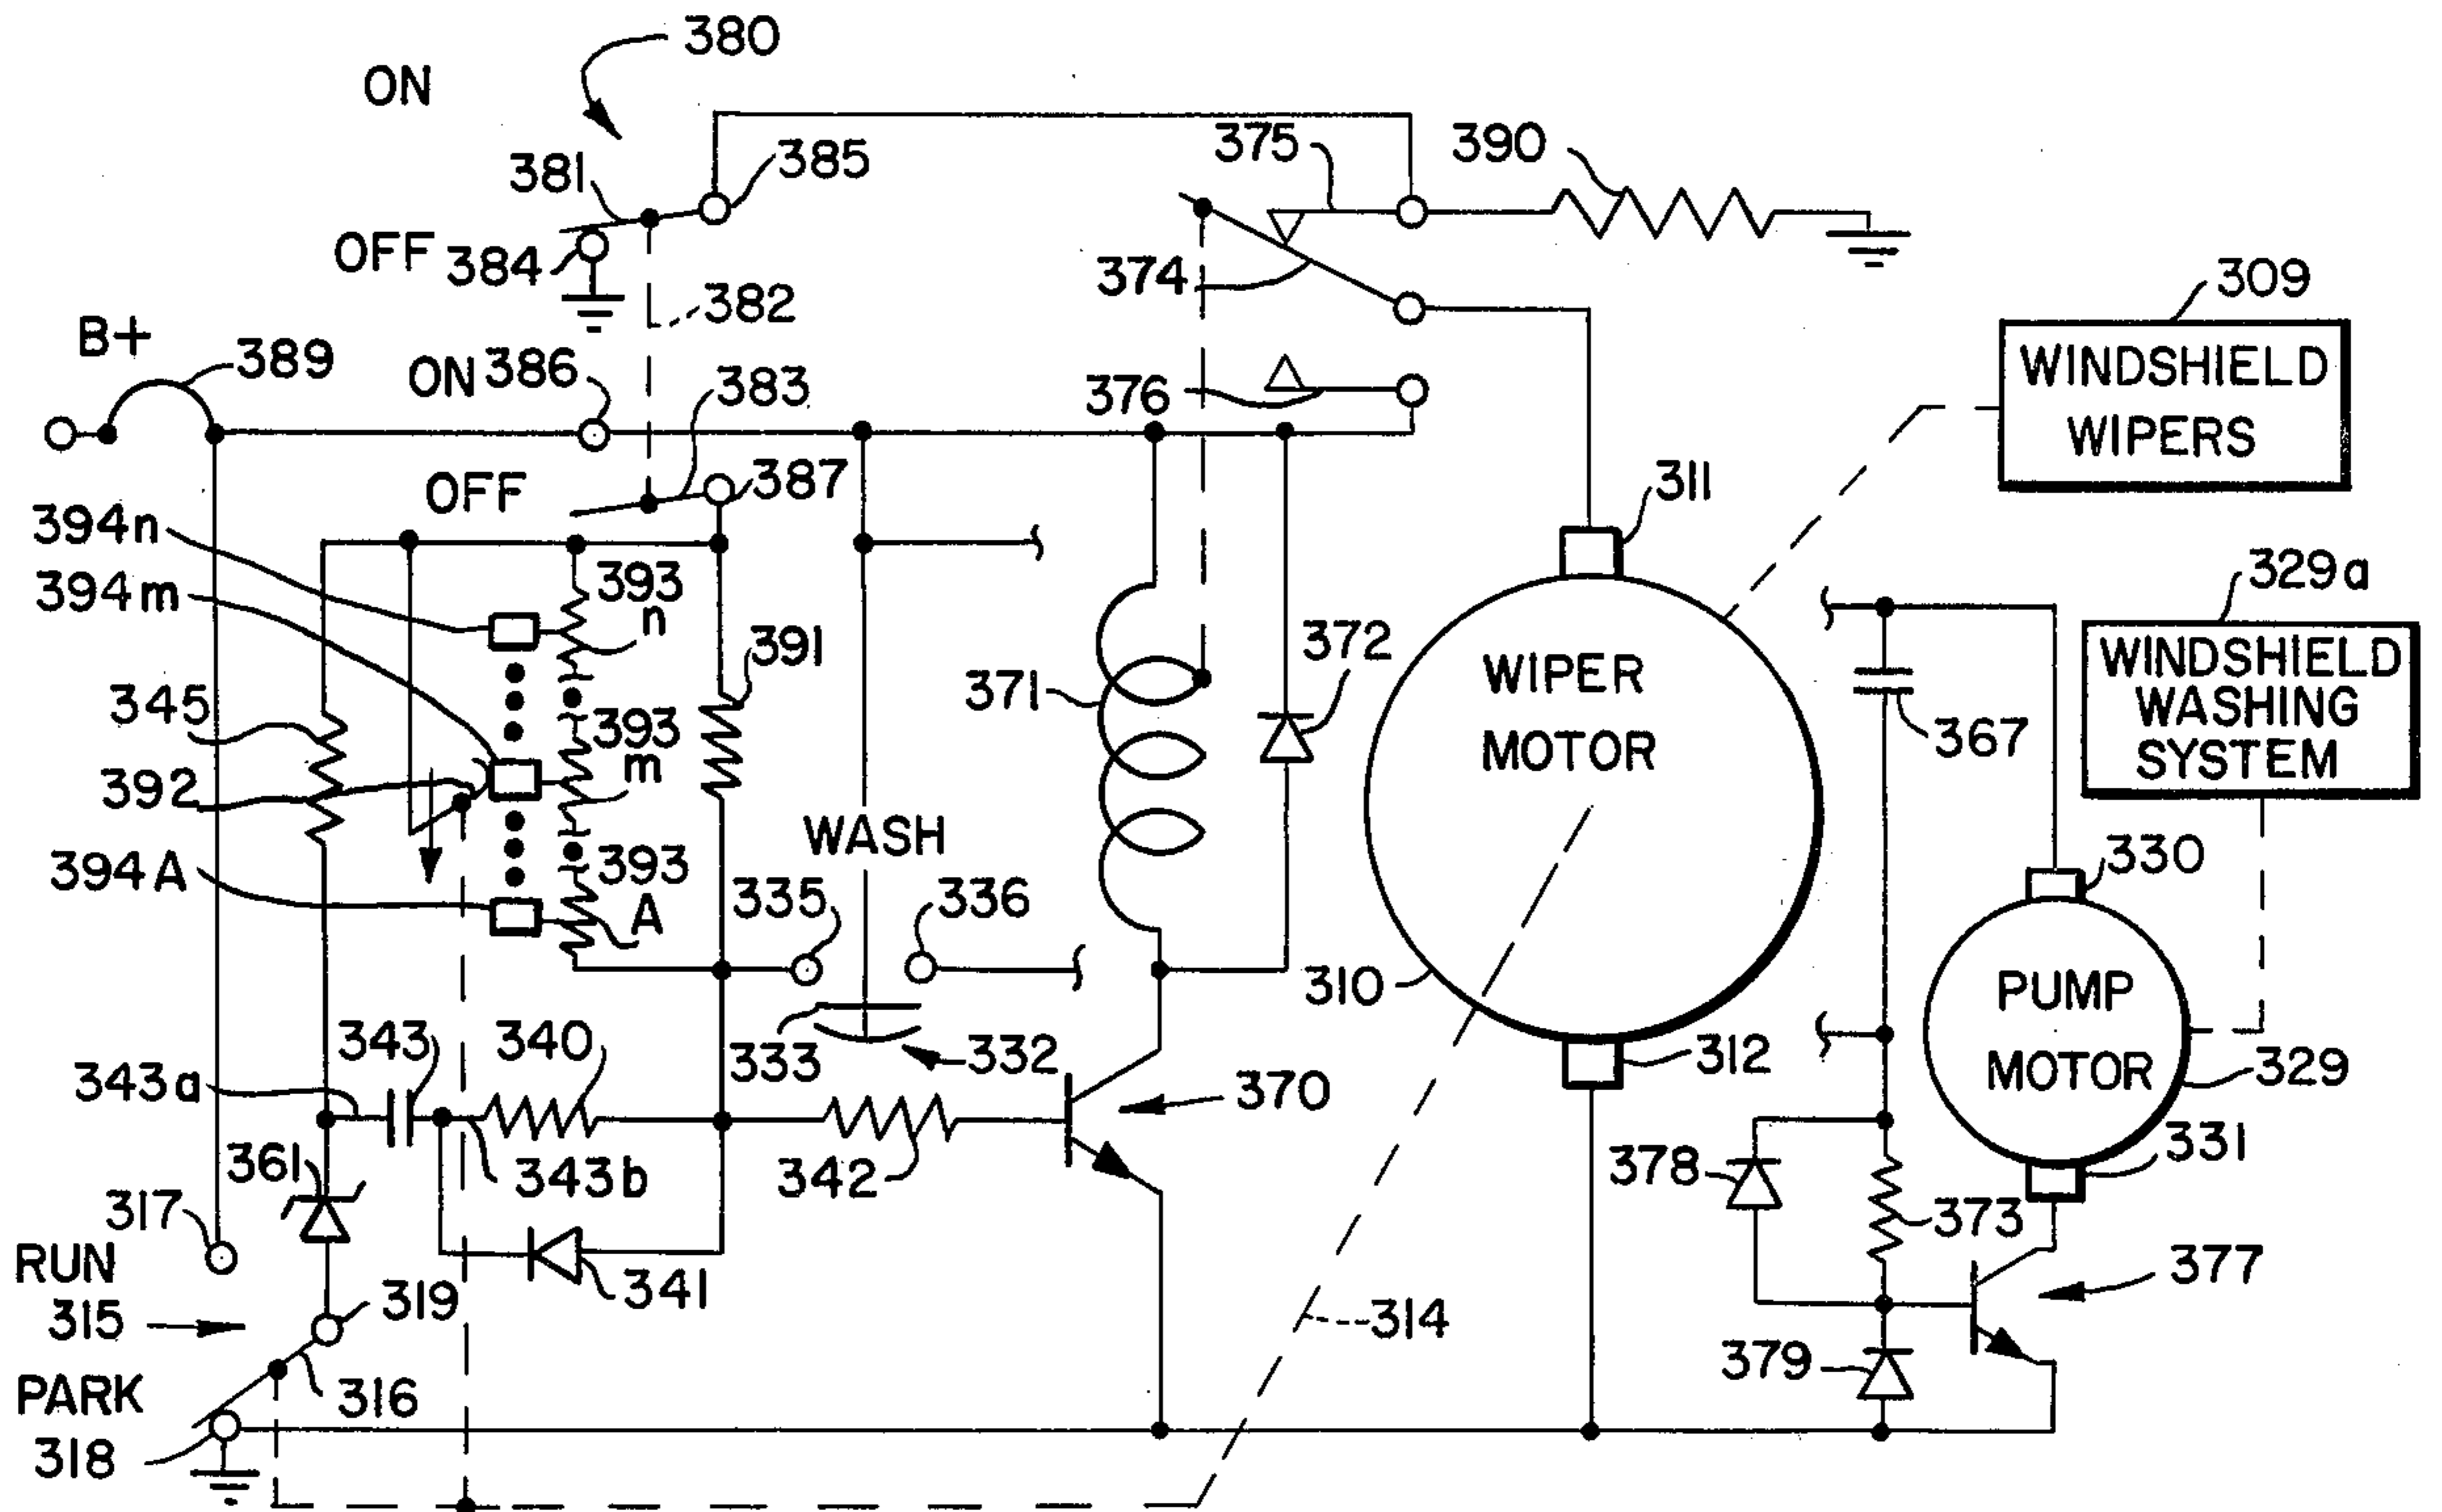 380
ON
385
375
390
381
OFF
384
374
309
382
B+
389
ON
386
383
376
WINDSHIELD
WIPERS
OFF
387
311
394n
393
n
329a
394m
391
372
WIPER
MOTOR
WINDSHIELD
WASHING
SYSTEM
345
393
m
371
367
392
WASH
394A
393
A
335
336
330
310
PUMP
MOTOR
343
340
333
332
312
329
343a
370
361
343b
342
378
331
317
373
RUN
341
377
315
319
314
379
PARK
316
318